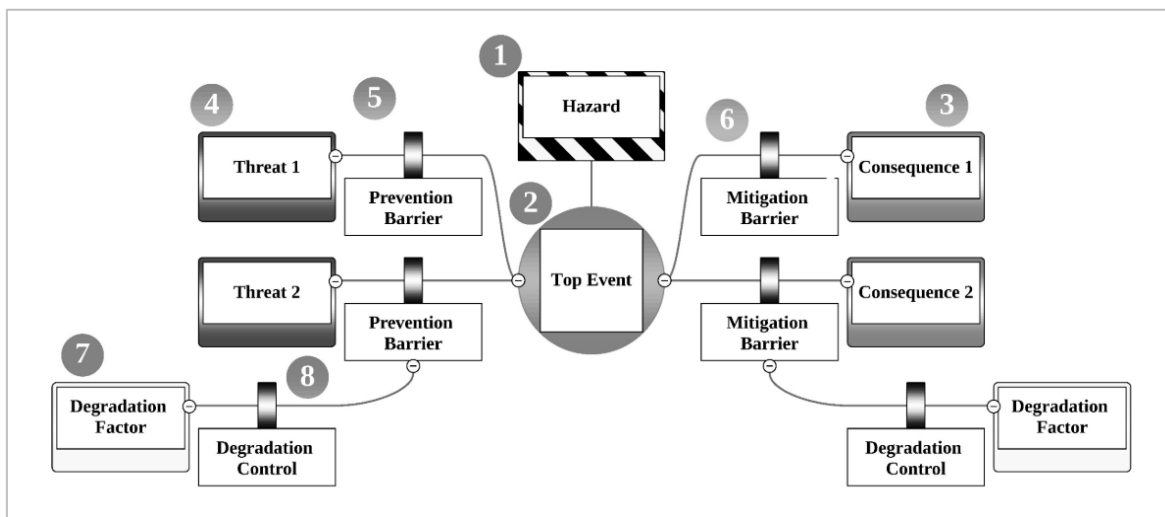 1
Hazard
4
5
6
3
Threat 1
Prevention
Barrier
Mitigation
Barrier
Consequence 1
2
Top Event
Threat 2
Prevention
Barrier
Mitigation
Barrier
Consequence 2
7
8
Degradation
Factor
Degradation
Control
Degradation
Control
Degradation
Factor